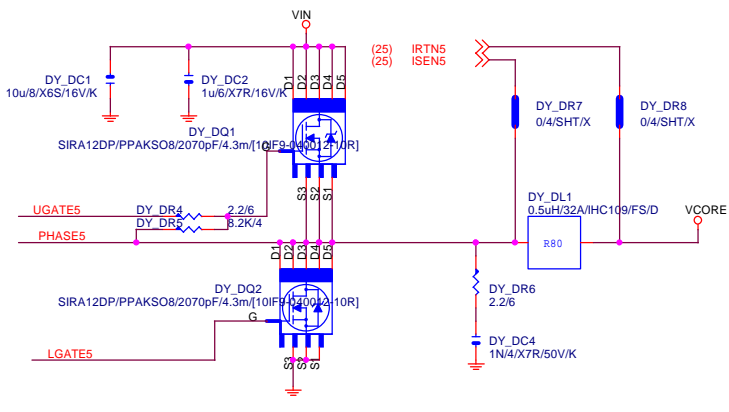 VIN
(25) IRTN5
(25) ISEN5
DY_DC1
10u/8/X6S/16V/K
DY_DC2
1u/6/X7R/16V/K
D1
D2
D3
D4
D5
DY_DR7
0/4/SHT/X
DY_DR8
0/4/SHT/X
DY_DQ1
SIRA12DP/PPAKSO8/2070pF/4.3m/[10IF9-040012-10R]
G
S3
S2
S1
DY_DL1
0.5uH/32A/IHC109/FS/D
VCORE
R80
UGATE5
DY_DR4
2.2/6
DY_DR5
8.2K/4
PHASE5
D1
D2
D3
D4
D5
DY_DQ2
SIRA12DP/PPAKSO8/2070pF/4.3m/[10IF9-040012-10R]
G
S3
S2
S1
DY_DR6
2.2/6
LGATE5
DY_DC4
1N/4/X7R/50V/K